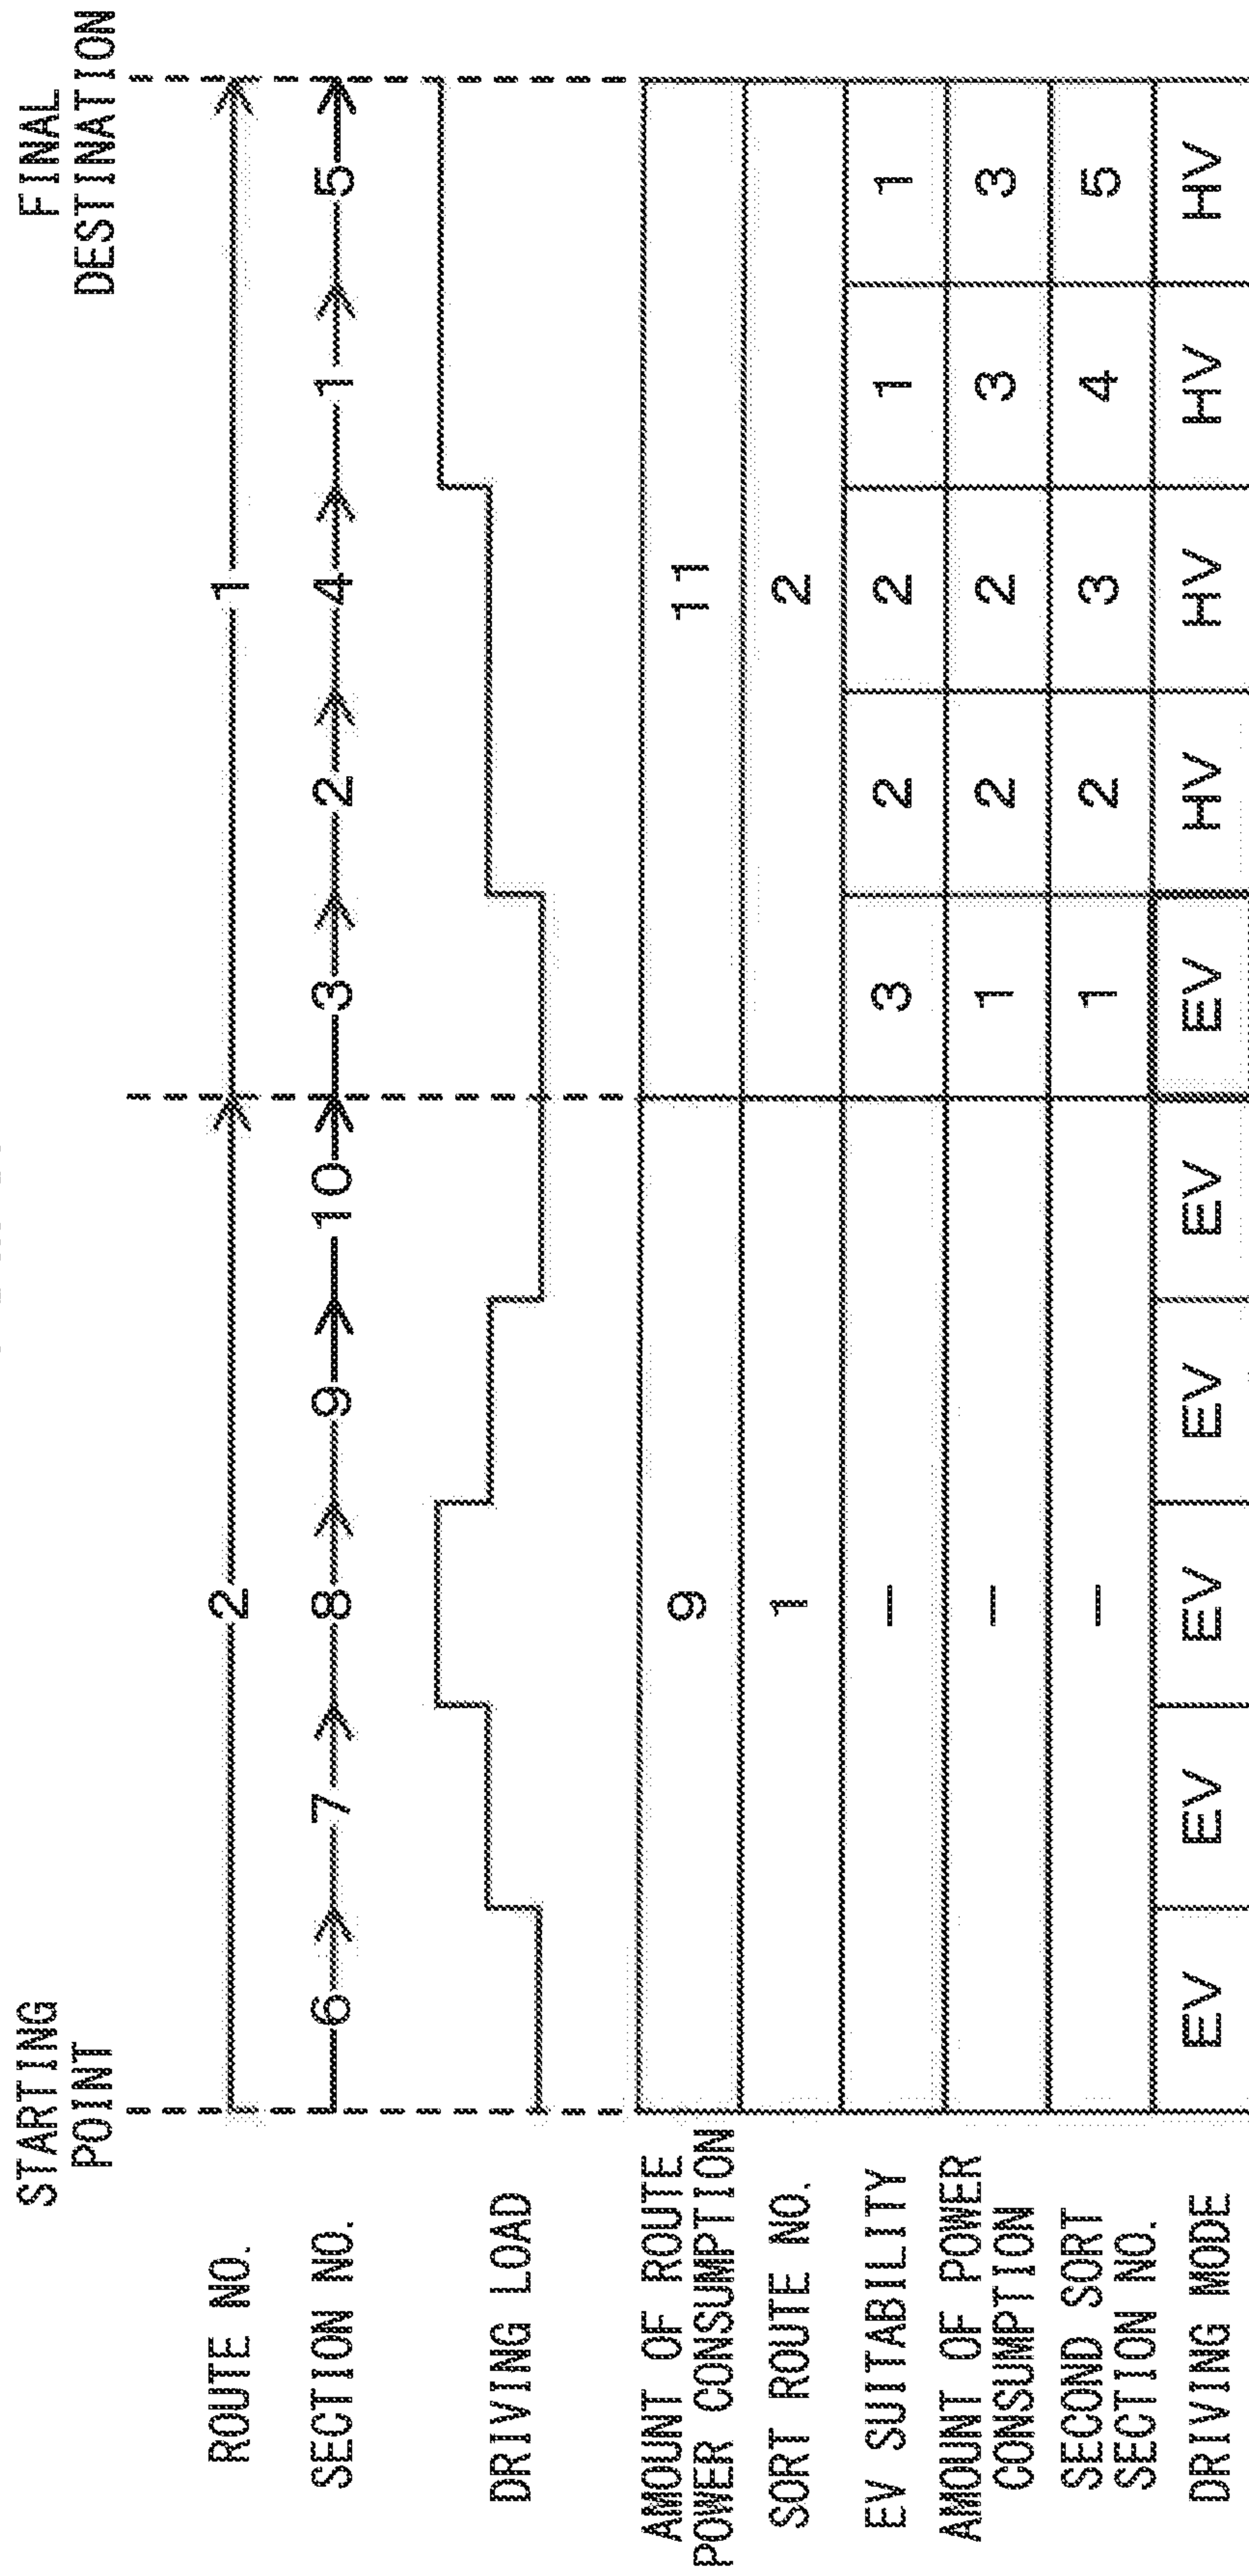 STARTING
POINT
FINAL
DESTINATION
ROUTE NO.
2 1
SECTION NO.
6 7 8 9 10 3 2 4 1 5
DRIVING LOAD
AMOUNT OF ROUTE
POWER CONSUMPTION
9 11
SORT ROUTE NO.
1 2
EV SUITABILITY
– 3 2 2 1 1
AMOUNT OF POWER
CONSUMPTION
– 1 2 2 3 3
SECOND SORT
SECTION NO.
– 1 2 3 4 5
DRIVING MODE
EV EV EV EV EV EV HV HV HV HV